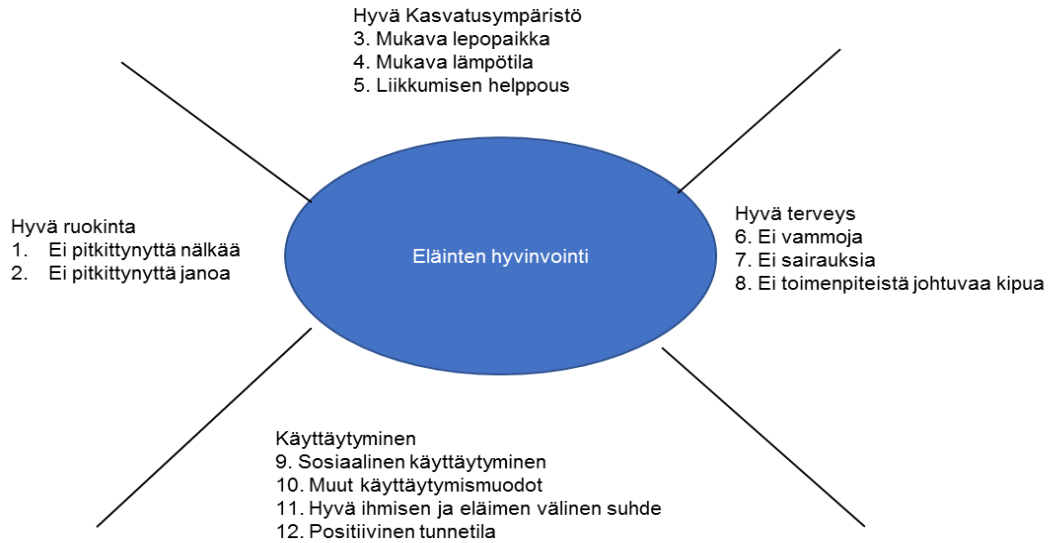 Hyvä Kasvatusympäristö
3. Mukava lepopaikka
4. Mukava lämpötila
5. Liikkumisen helppous
Hyvä ruokinta
1. Ei pitkittynyttä nälkää
2. Ei pitkittynyttä janoa
Eläinten hyvinvointi
Hyvä terveys
6. Ei vammoja
7. Ei sairauksia
8. Ei toimenpiteistä johtuvaa kipua
Käyttäytyminen
9. Sosiaalinen käyttäytyminen
10. Muut käyttäytymismuodot
11. Hyvä ihmisen ja eläimen välinen suhde
12. Positiivinen tunnetila